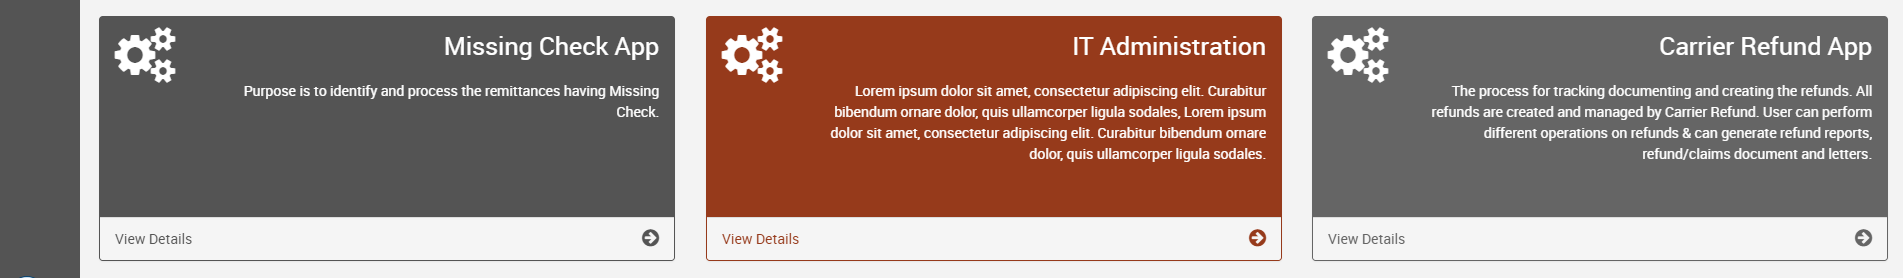 Missing Check App
Purpose is to identify and process the remittances having Missing
Check.
View Details
IT Administration
Lorem ipsum dolor sit amet, consectetur adipiscing elit. Curabitur
bibendum ornare dolor, quis ullamcorper ligula sodales, Lorem ipsum
dolor sit amet, consectetur adipiscing elit. Curabitur bibendum ornare
dolor, quis ullamcorper ligula sodales.
View Details
Carrier Refund App
The process for tracking documenting and creating the refunds. All
refunds are created and managed by Carrier Refund. User can perform
different operations on refunds & can generate refund reports,
refund/claims document and letters.
View Details